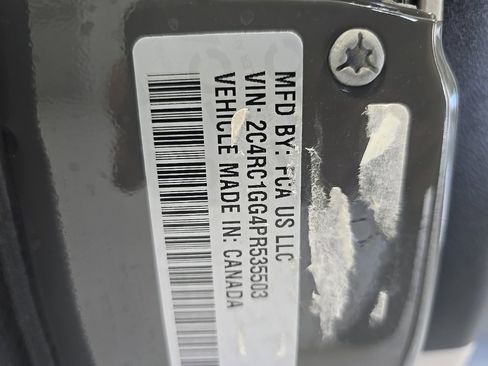 MFD BY: FCA US LLC
VIN: 2C4RC1GG4PR535503
VEHICLE MADE IN: CANADA